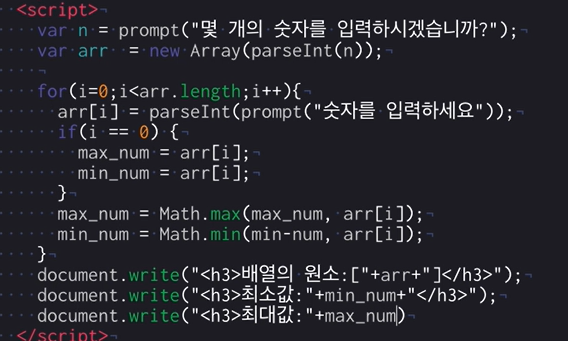 <script>
var n = prompt("몇 개의 숫자를 입력하시겠습니까?");
var arr  = new Array(parseInt(n));

for(i=0;i<arr.length;i++){
  arr[i] = parseInt(prompt("숫자를 입력하세요"));
  if(i == 0) {
    max_num = arr[i];
    min_num = arr[i];
  }
  max_num = Math.max(max_num, arr[i]);
  min_num = Math.min(min-num, arr[i]);
}
document.write("<h3>배열의 원소:["+arr+"]</h3>");
document.write("<h3>최소값:"+min_num+"</h3>");
document.write("<h3>최대값:"+max_num)
</script>